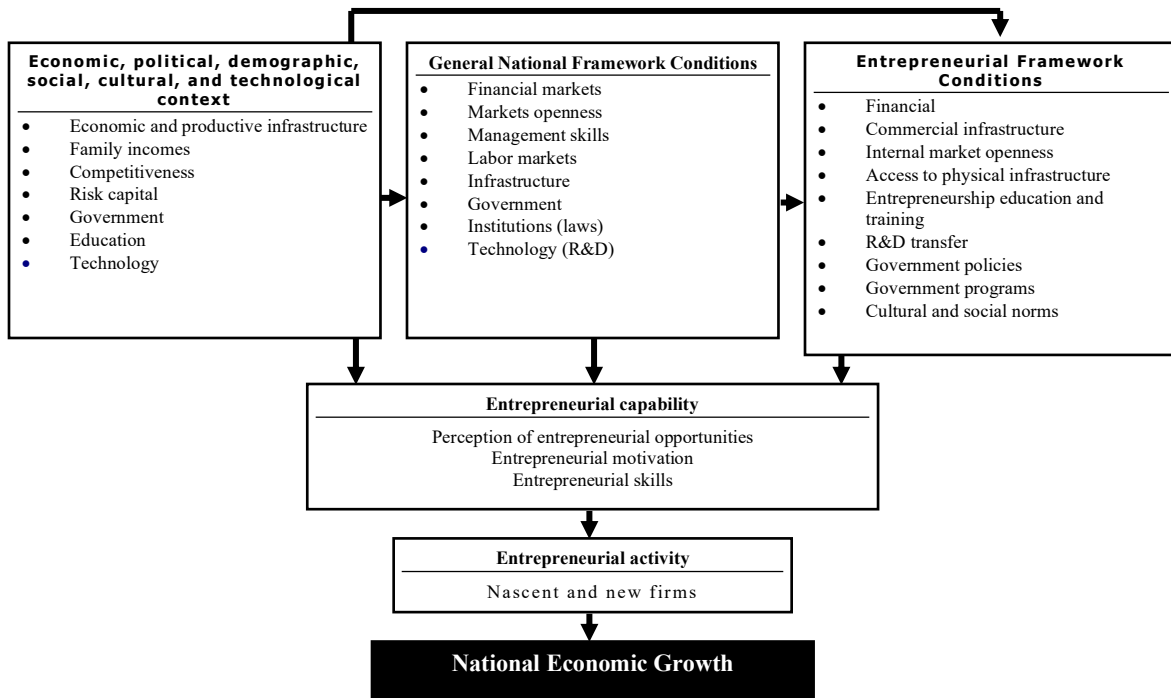 Economic, political, demographic,
social, cultural, and technological
context
• Economic and productive infrastructure
• Family incomes
• Competitiveness
• Risk capital
• Government
• Education
• Technology
General National Framework Conditions
• Financial markets
• Markets openness
• Management skills
• Labor markets
• Infrastructure
• Government
• Institutions (laws)
• Technology (R&D)
Entrepreneurial Framework
Conditions
• Financial
• Commercial infrastructure
• Internal market openness
• Access to physical infrastructure
• Entrepreneurship education and
training
• R&D transfer
• Government policies
• Government programs
• Cultural and social norms
Entrepreneurial capability
Perception of entrepreneurial opportunities
Entrepreneurial motivation
Entrepreneurial skills
Entrepreneurial activity
Nascent and new firms
National Economic Growth